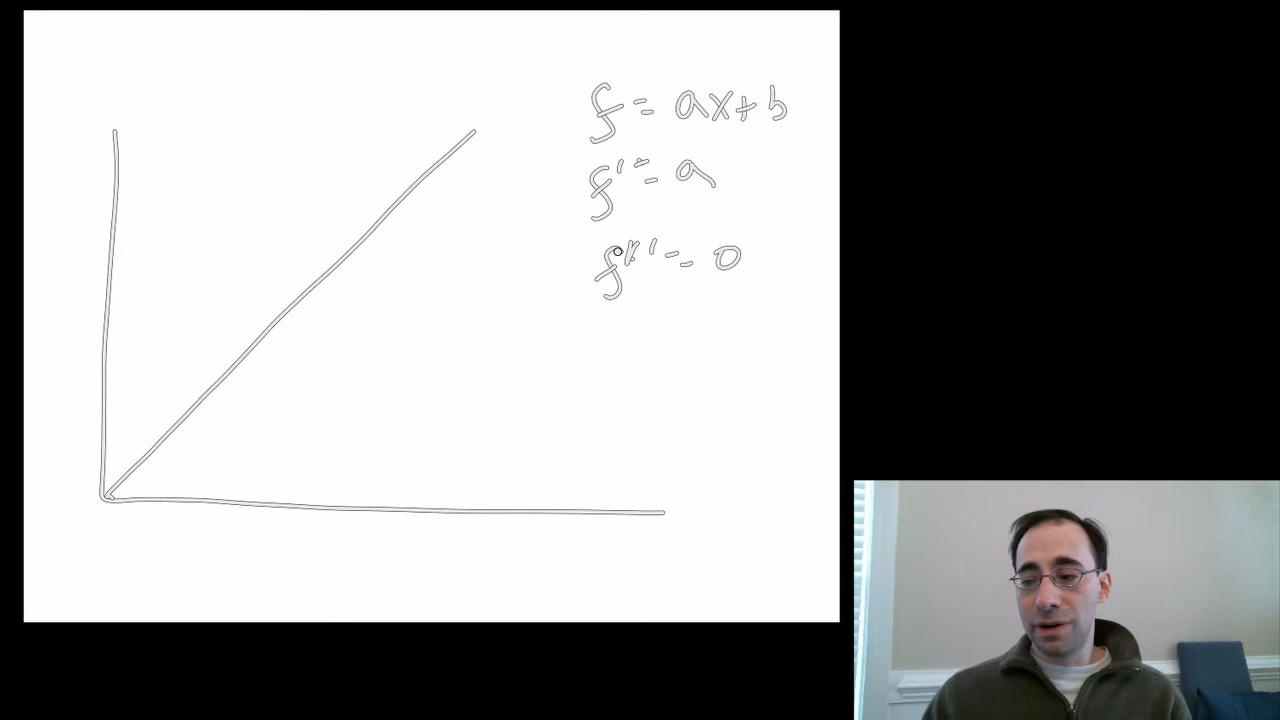 f = ax+b
f' = a
f'' = 0